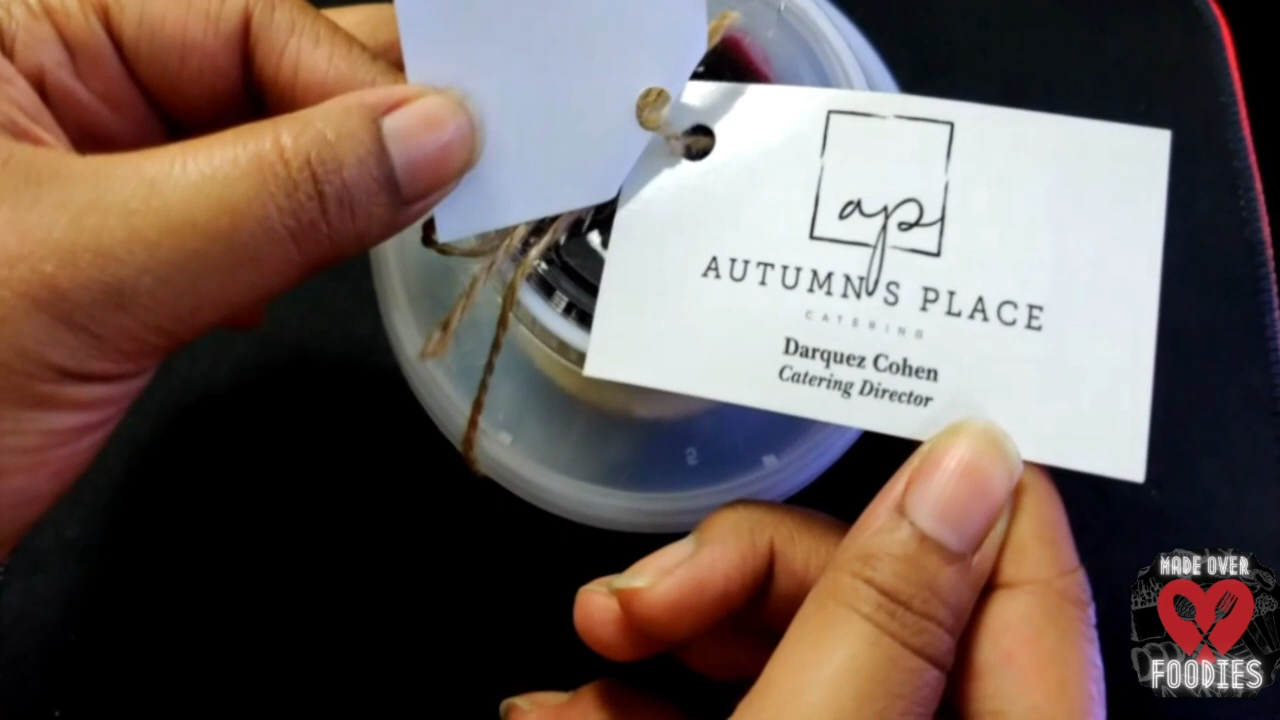 ap
AUTUMN'S PLACE
CATERING
Darquez Cohen
Catering Director
MADE OVER
FOODIES